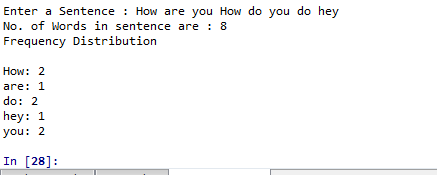 Enter a Sentence : How are you How do you do hey
No. of Words in sentence are : 8
Frequency Distribution
How: 2
are: 1
do: 2
hey: 1
you: 2
In [28]: